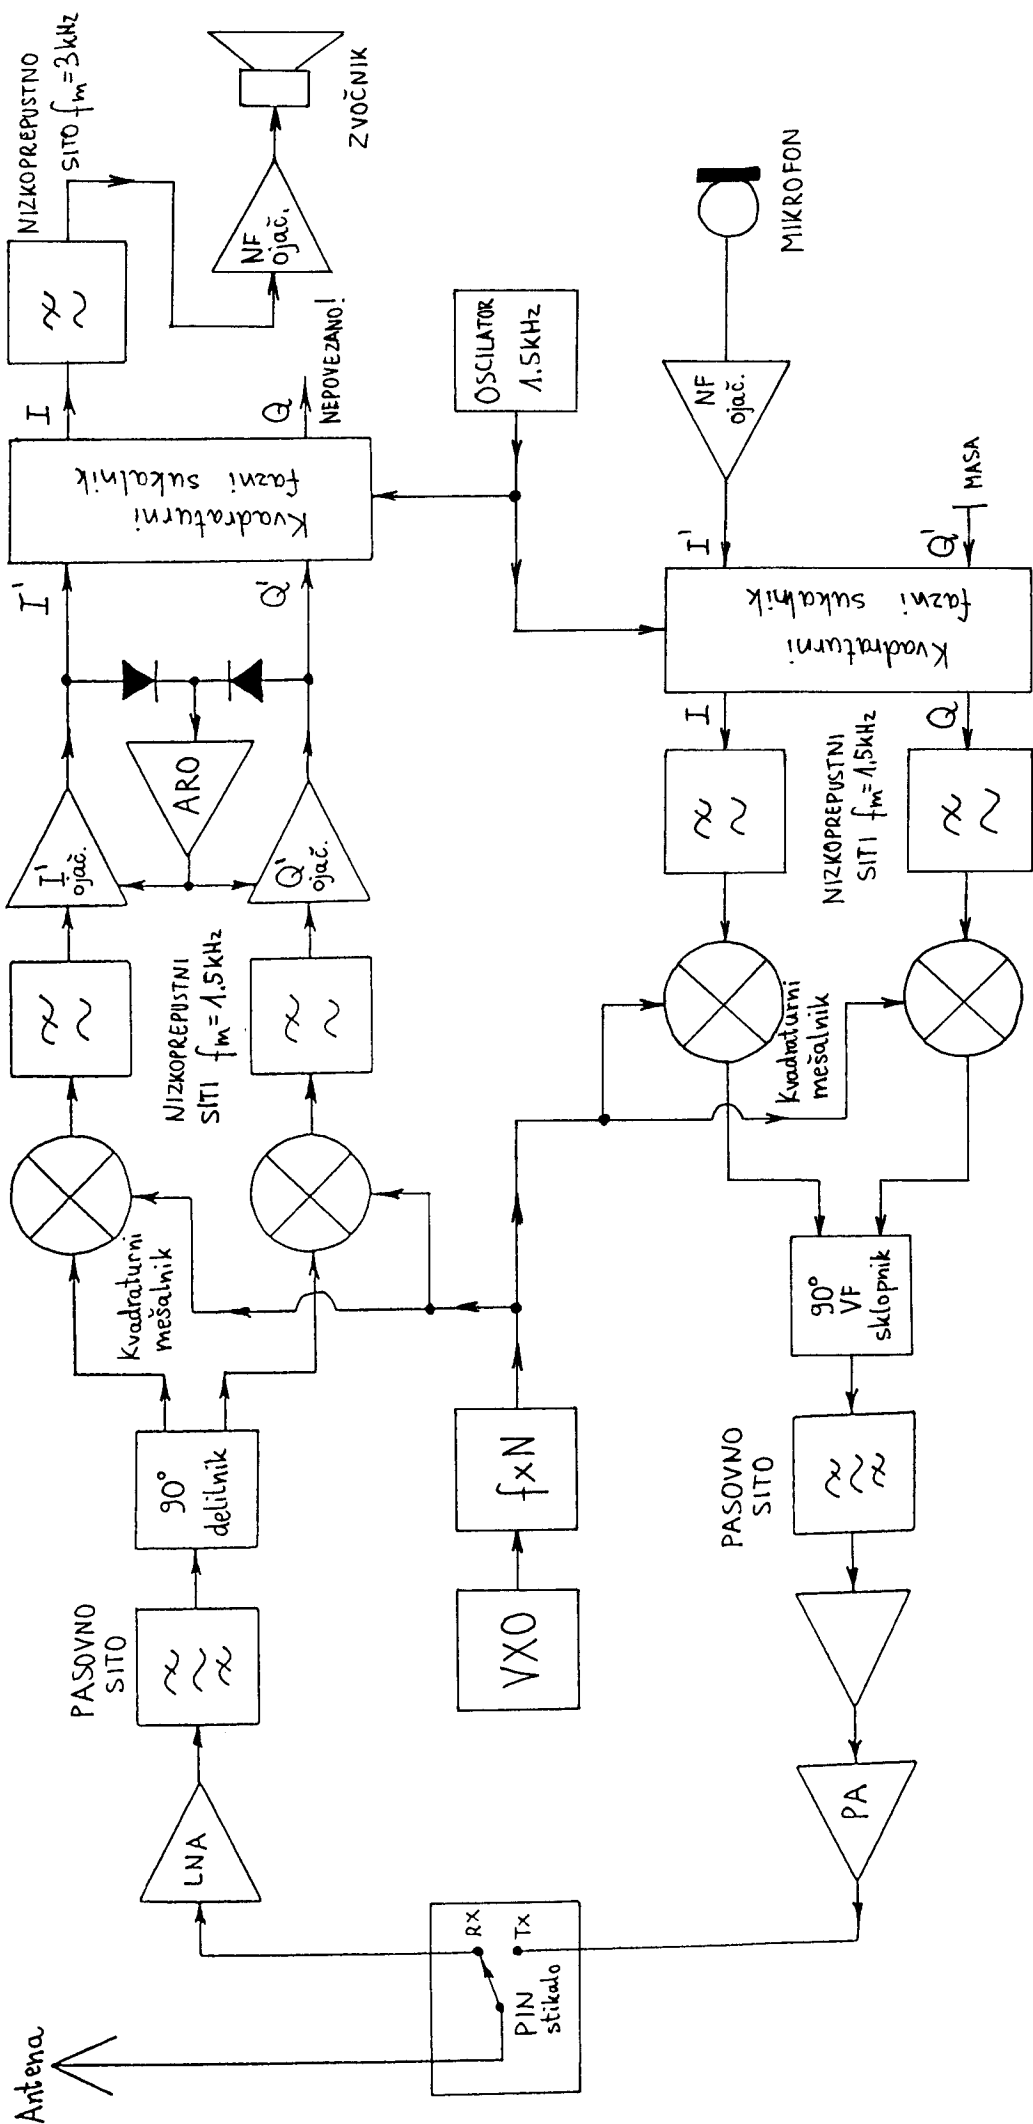 Antena
PIN
stikalo
RX
TX
LNA
PASOVNO
SITO
90°
delilnik
Kvadraturni
mešalnik
NIZKOPREPUSTNI
SITI fm=1.5kHz
I'
ojač.
Q'
ojač.
ARO
I'
Q'
Kvadraturni
fazni sukalnik
I
Q
NEPOVEZANO!
NIZKOPREPUSTNO
SITO fm=3kHz
NF
ojač.
ZVOČNIK
VXO
fxN
OSCILATOR
1.5kHz
MIKROFON
NF
ojač.
I'
Q'
MASA
Kvadraturni
fazni sukalnik
I
Q
NIZKOPREPUSTNI
SITI fm=1,5kHz
Kvadraturni
mešalnik
90°
VF
sklopnik
PASOVNO
SITO
PA